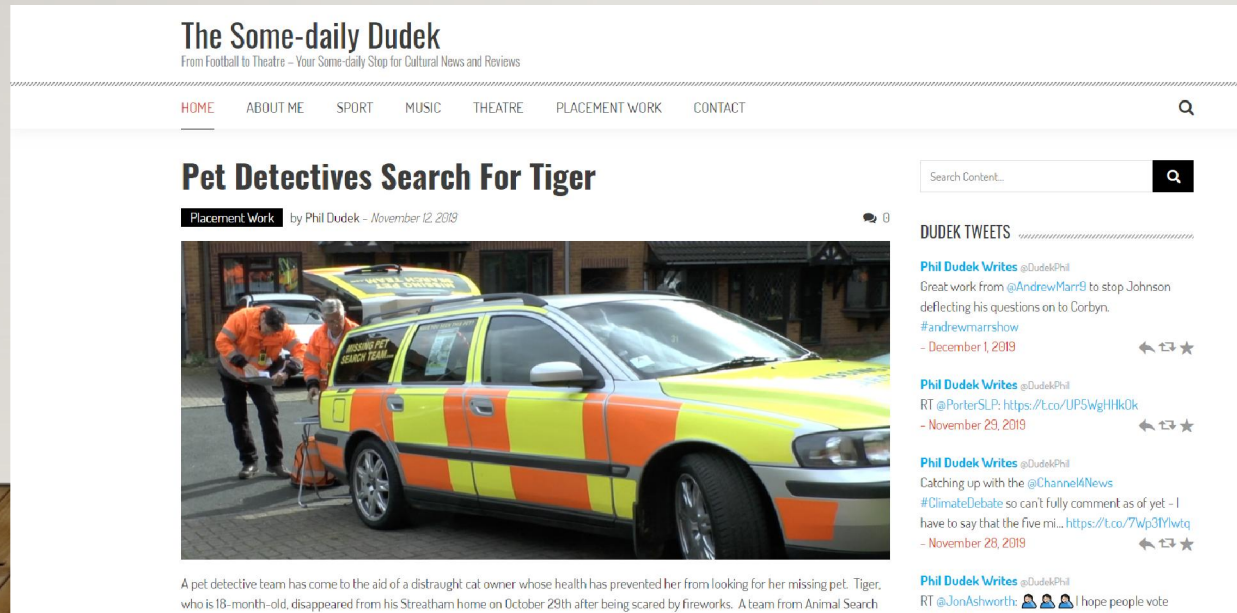 The Some-daily Dudek
From Football to Theatre – Your Some-daily Stop for Cultural News and Reviews
HOME ABOUT ME SPORT MUSIC THEATRE PLACEMENT WORK CONTACT
Pet Detectives Search For Tiger
Placement Work by Phil Dudek – November 12, 2019 0
MISSING PET
SEARCH TEAM
MISSING PET
SEARCH TEAM....
A pet detective team has come to the aid of a distraught cat owner whose health has prevented her from looking for her missing pet. Tiger,
who is 18-month-old, disappeared from his Streatham home on October 29th after being scared by fireworks. A team from Animal Search
Search Content...
DUDEK TWEETS
Phil Dudek Writes @DudekPhil
Great work from @AndrewMarr9 to stop Johnson
deflecting his questions on to Corbyn.
#andrewmarrshow
– December 1, 2019
Phil Dudek Writes @DudekPhil
RT @PorterSLP: https://t.co/UP5WgHHk0k
– November 29, 2019
Phil Dudek Writes @DudekPhil
Catching up with the @Channel4News
#ClimateDebate so can't fully comment as of yet – I
have to say that the five mi... https://t.co/7Wp31Ylwtq
– November 28, 2019
Phil Dudek Writes @DudekPhil
RT @JonAshworth: 🤦🤦🤦 I hope people vote